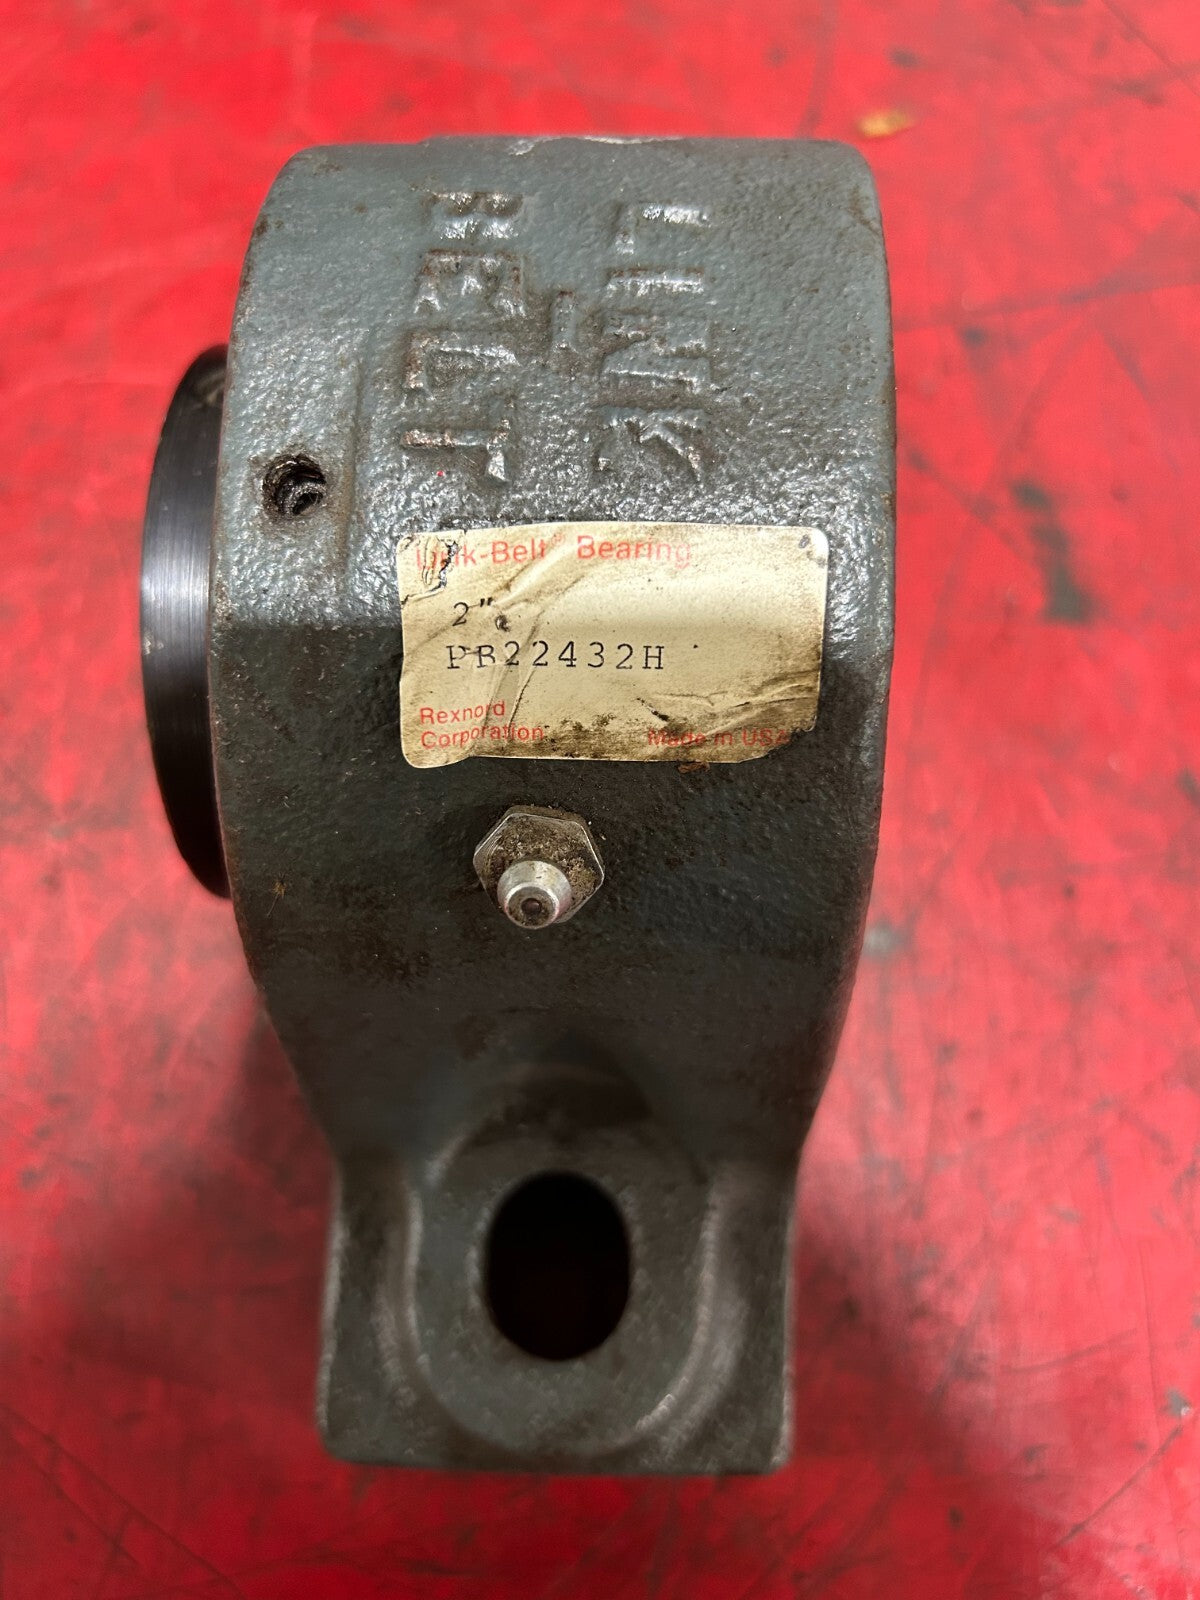 LINK-
BELT
Link-Belt® Bearing
2"
PB22432H
Rexnord
Corporation
Made in USA